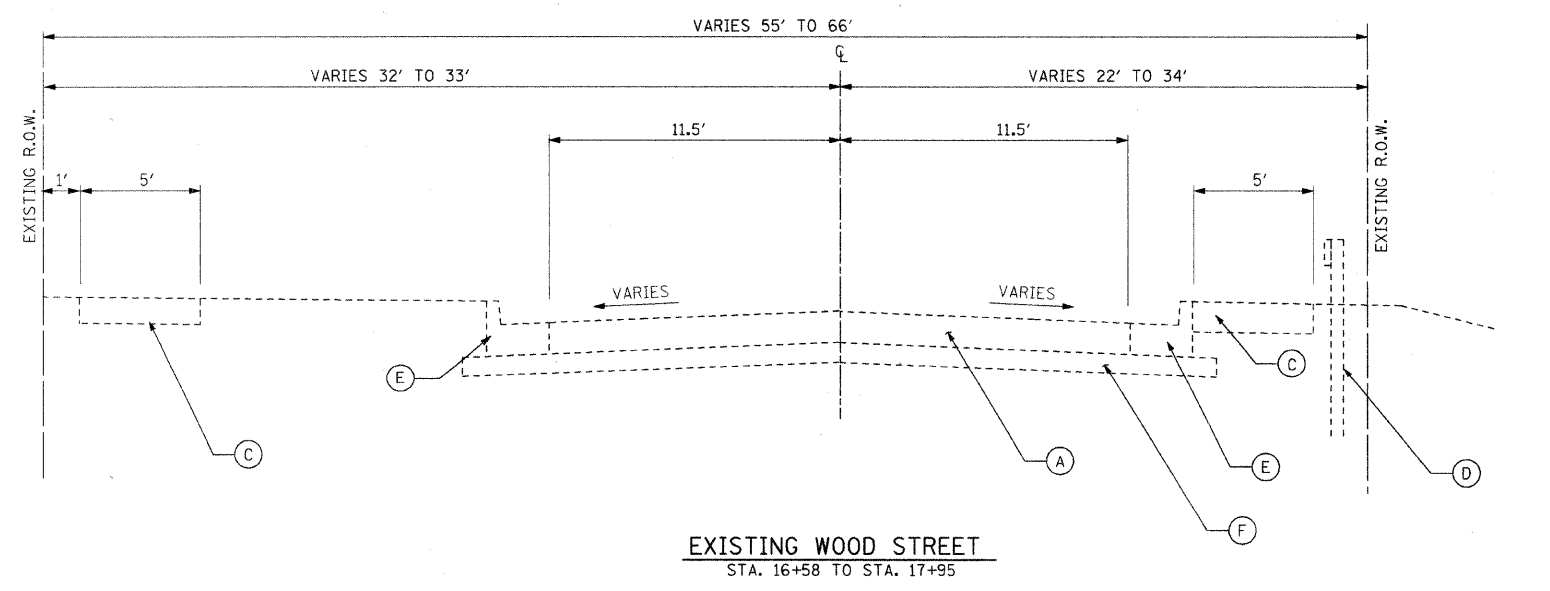 VARIES 55' TO 66'
℄
VARIES 32' TO 33'
VARIES 22' TO 34'
11.5'
11.5'
EXISTING R.O.W.
1'
5'
5'
EXISTING R.O.W.
VARIES
VARIES
E
C
C
A
E
D
F
EXISTING WOOD STREET
STA. 16+58 TO STA. 17+95